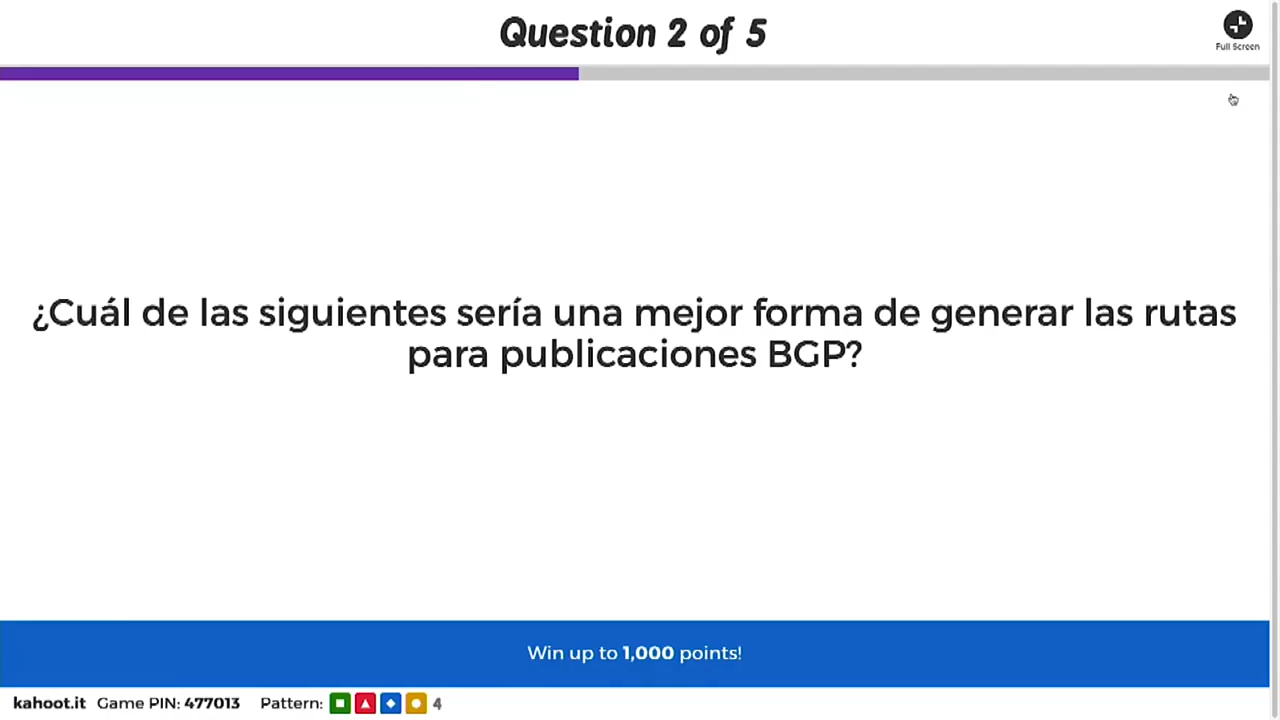 Question 2 of 5
Full Screen
¿Cuál de las siguientes sería una mejor forma de generar las rutas
para publicaciones BGP?
Win up to 1,000 points!
kahoot.it Game PIN: 477013 Pattern: 4